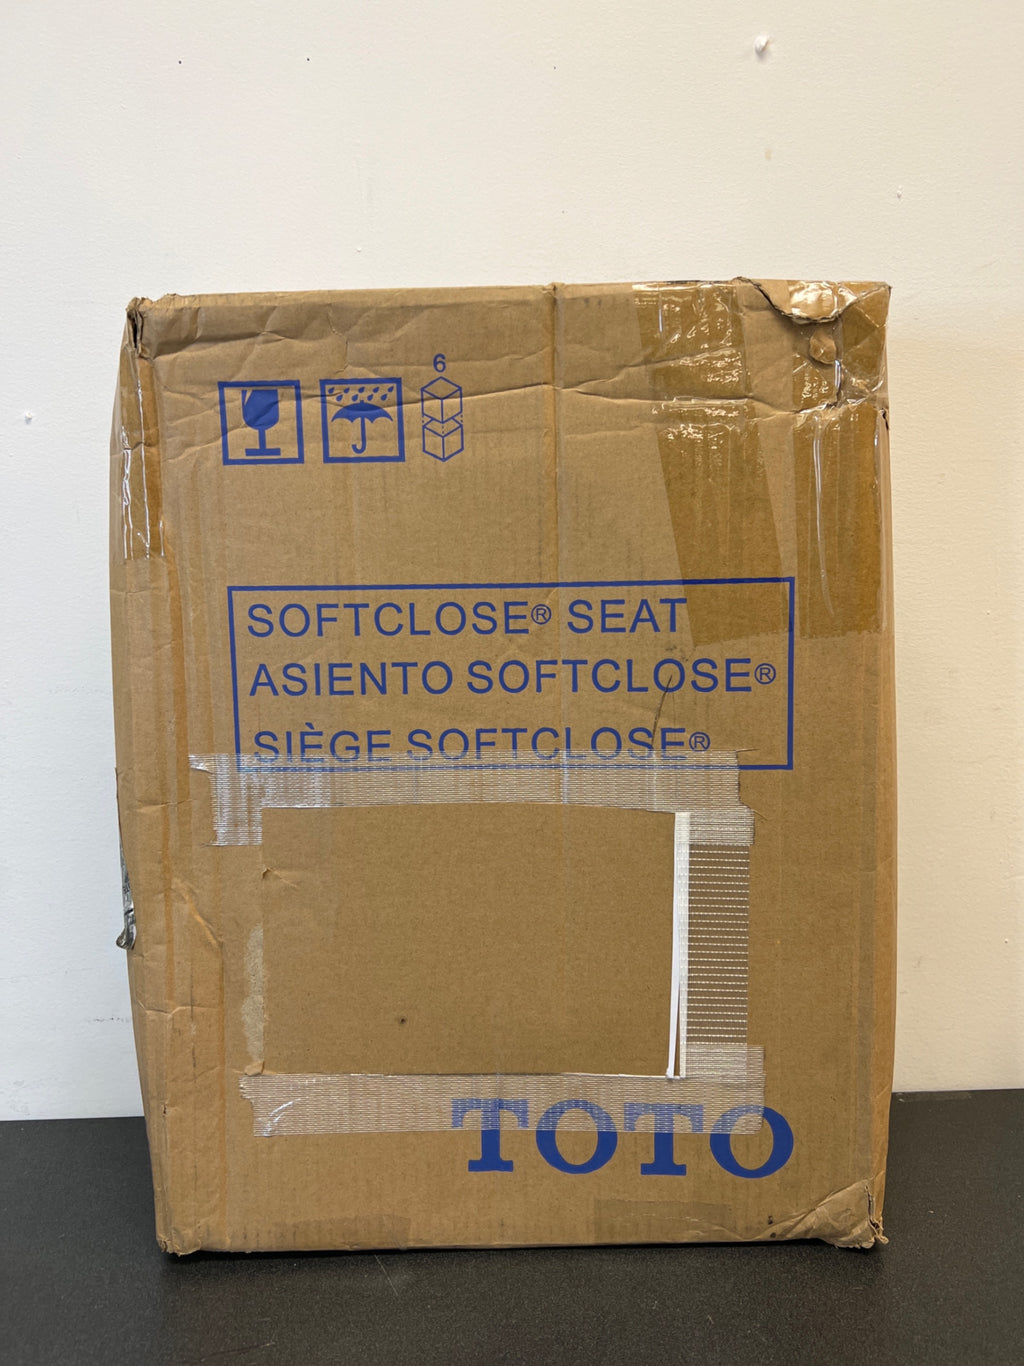 6
SOFTCLOSE® SEAT
ASIENTO SOFTCLOSE®
SIÈGE SOFTCLOSE®
TOTO